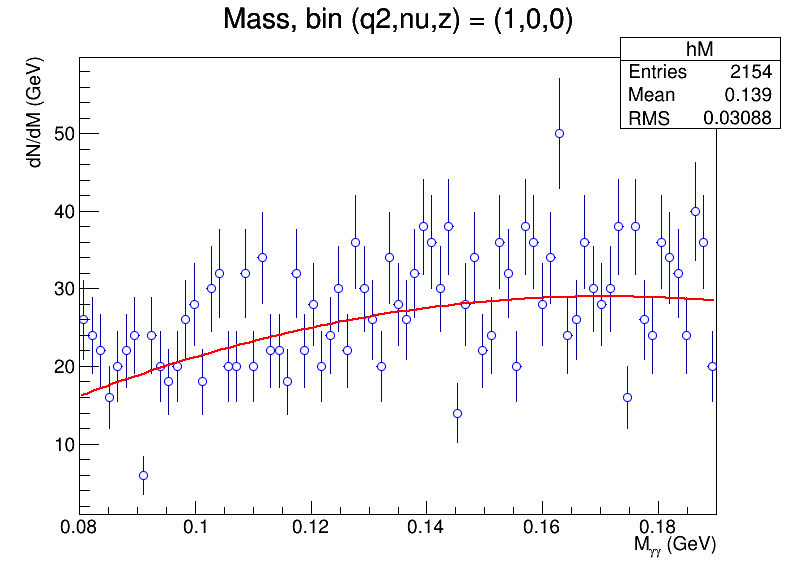 Mass, bin (q2,nu,z) = (1,0,0)
hM
Entries 2154
Mean 0.139
RMS 0.03088
dN/dM (GeV)
50
40
30
20
10
0.08 0.1 0.12 0.14 0.16 0.18
Mγγ (GeV)